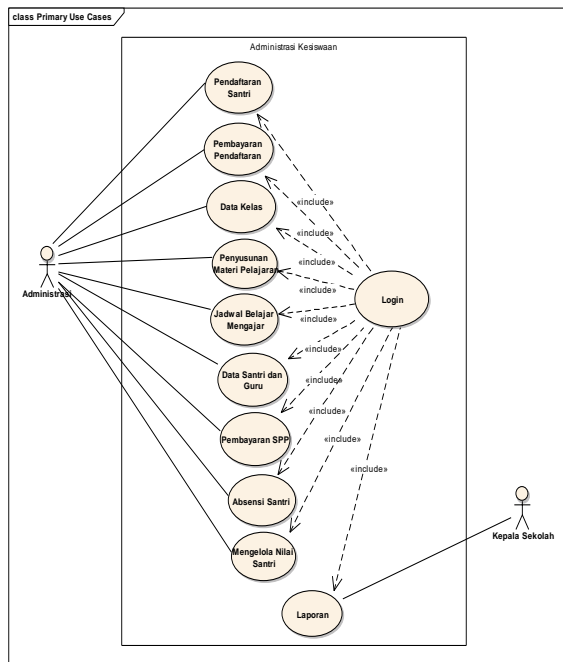 class Primary Use Cases
Administrasi Kesiswaan
Pendaftaran
Santri
Pembayaran
Pendaftaran
«include»
Data Kelas
«include»
Penyusunan
Materi Pelajaran
«include»
Administrasi
Login
«include»
Jadwal Belajar
Mengajar
«include»
Data Santri dan
Guru
«include»
«include»
Pembayaran SPP
«include»
«include»
Absensi Santri
Kepala Sekolah
Mengelola Nilai
Santri
Laporan